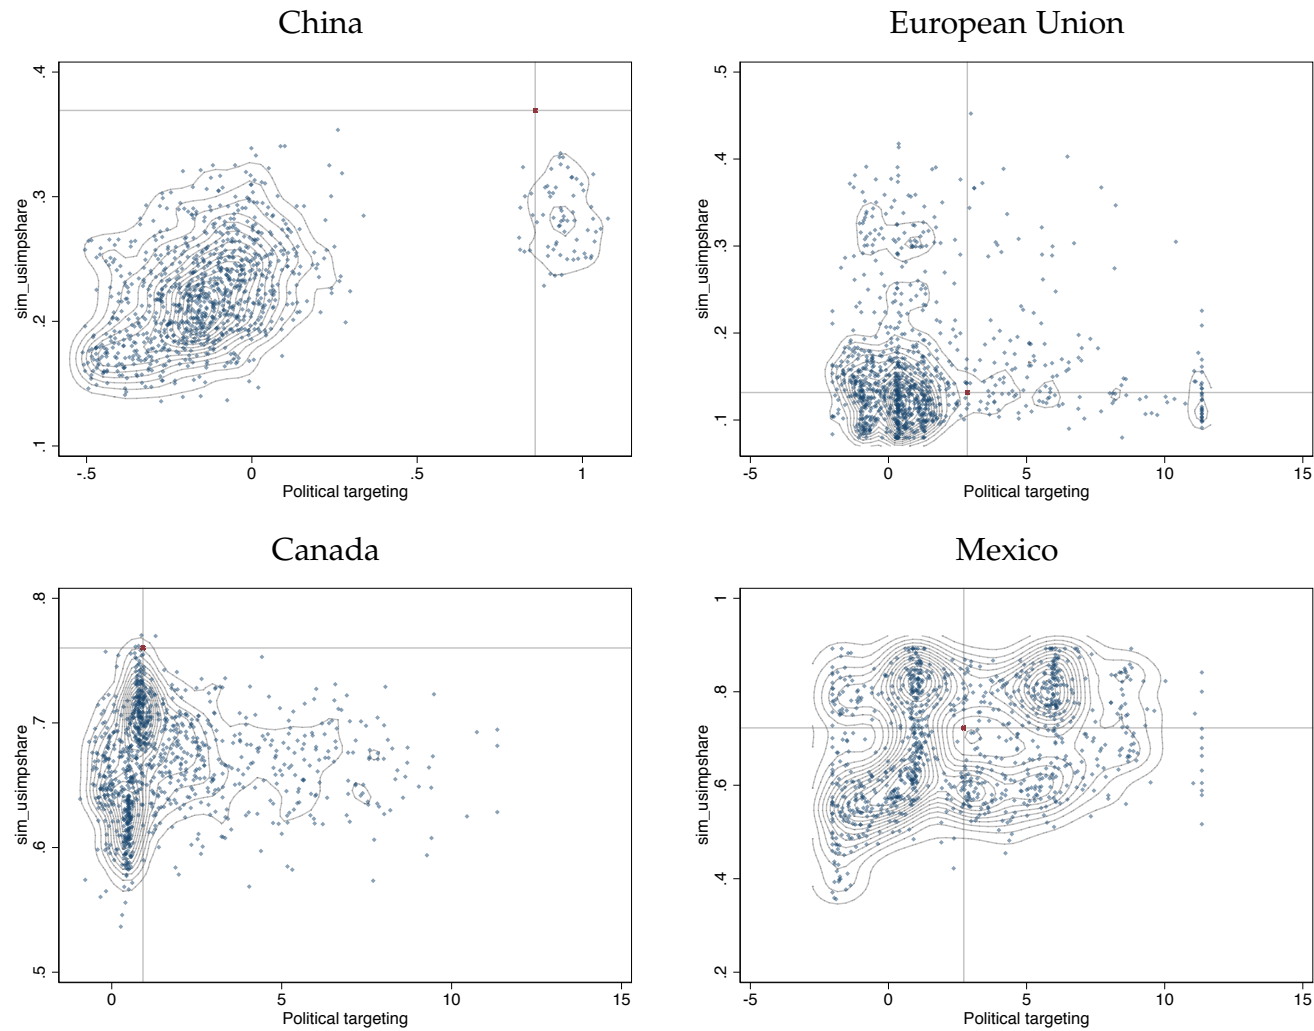 China
sim_usimpshare
.4
.3
.2
.1
-.5 0 .5 1
Political targeting
European Union
sim_usimpshare
.5
.4
.3
.2
.1
-5 0 5 10 15
Political targeting
Canada
sim_usimpshare
.8
.7
.6
.5
0 5 10 15
Political targeting
Mexico
sim_usimpshare
1
.8
.6
.4
.2
-5 0 5 10 15
Political targeting